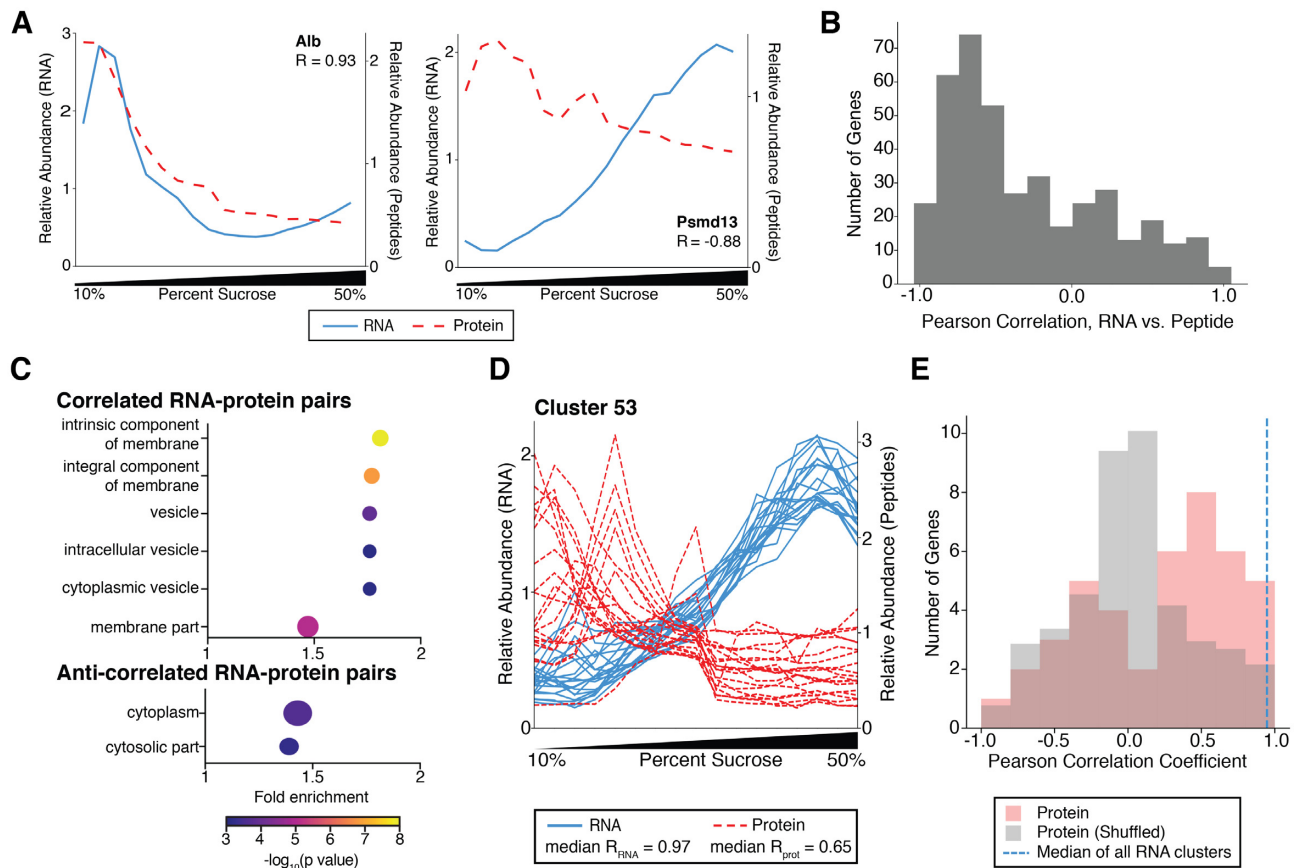 A
Alb
R = 0.93
Relative Abundance (RNA)
3
2
1
0
Relative Abundance (Peptides)
2
1
0
10%
Percent Sucrose
50%
Relative Abundance (RNA)
2
1
0
Relative Abundance (Peptides)
1
0
Psmd13
R = -0.88
10%
Percent Sucrose
50%
RNA
Protein
B
Number of Genes
70
60
50
40
30
20
10
0
-1.0
0.0
1.0
Pearson Correlation, RNA vs. Peptide
C
Correlated RNA-protein pairs
intrinsic component
of membrane
integral component
of membrane
vesicle
intracellular vesicle
cytoplasmic vesicle
membrane part
1
1.5
2
Anti-correlated RNA-protein pairs
cytoplasm
cytosolic part
1
1.5
2
Fold enrichment
3
4
5
6
7
8
-log10(p value)
D
Cluster 53
Relative Abundance (RNA)
2
1
0
Relative Abundance (Peptides)
3
2
1
0
10%
Percent Sucrose
50%
RNA
Protein
median RRNA = 0.97
median Rprot = 0.65
E
Number of Genes
10
8
6
4
2
0
-1.0
-0.5
0.0
0.5
1.0
Pearson Correlation Coefficient
Protein
Protein (Shuffled)
Median of all RNA clusters